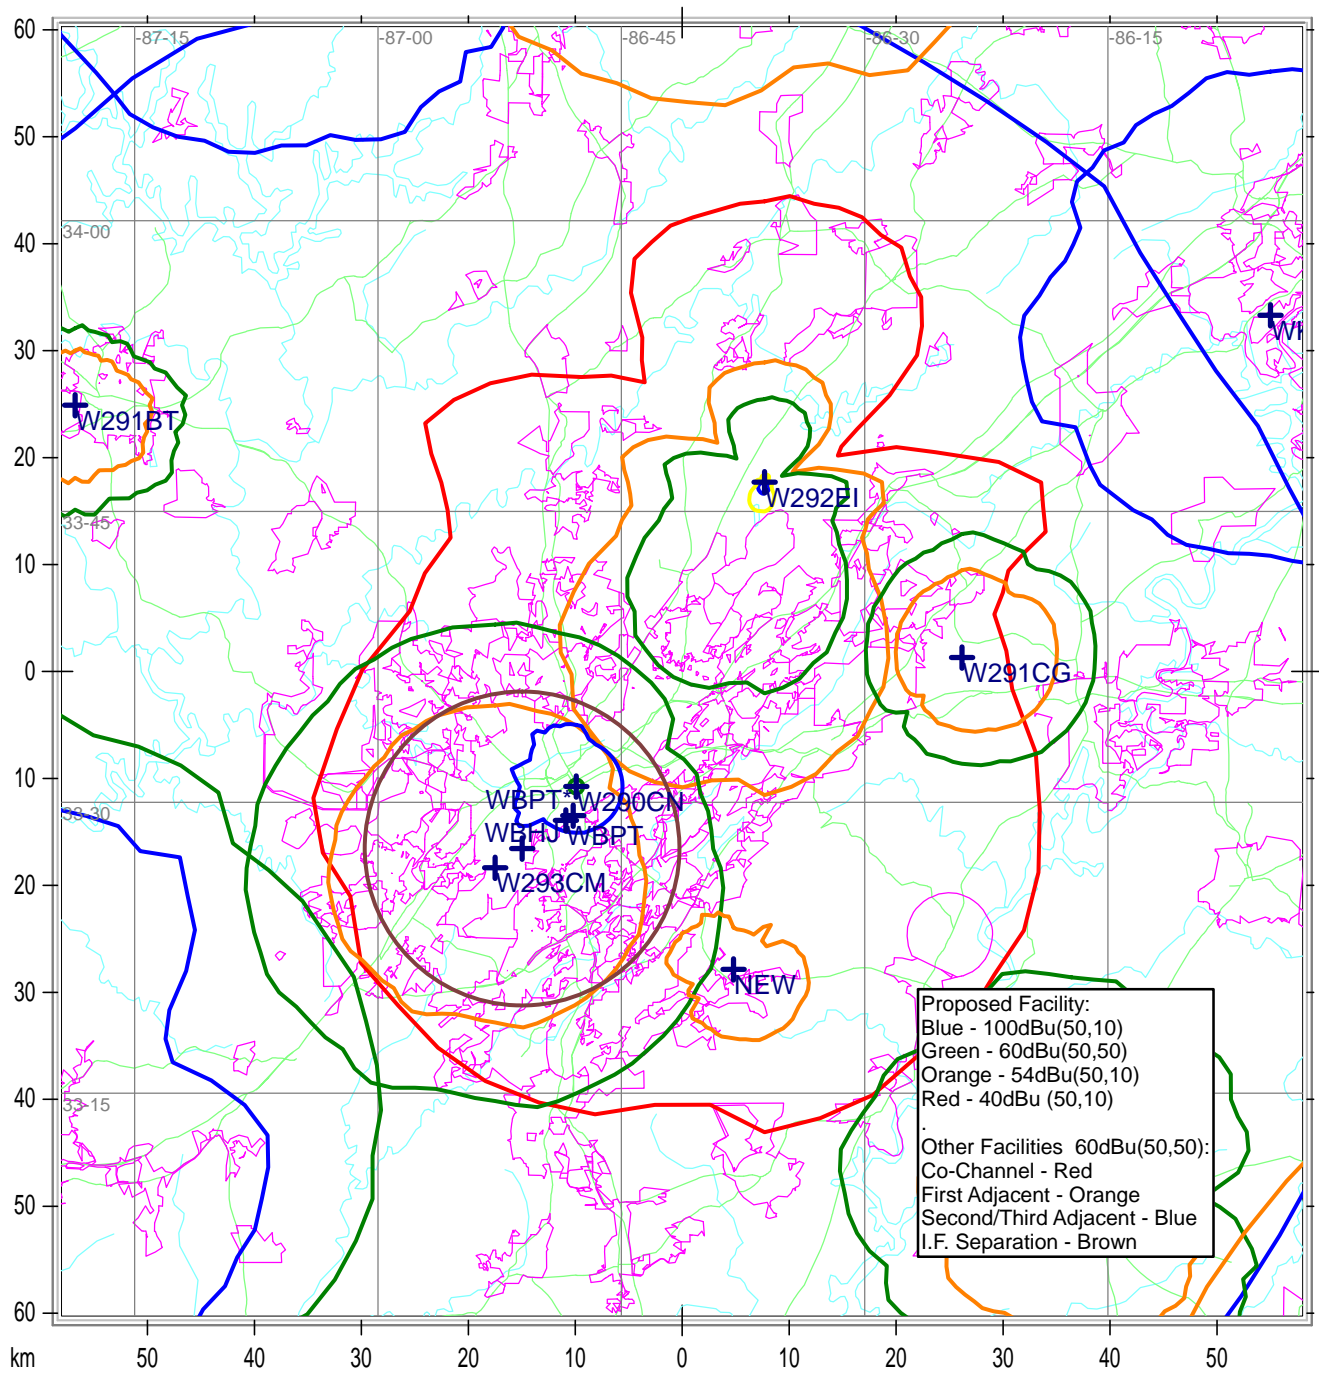 60
-87-15
-87-00
-86-45
-86-30
-86-15
50
34-00
40
30
W291BT
20
W292EI
33-45
10
0
W291CG
10
WBPT*
W290CN
33-30
WBHJ
WBPT
20
W293CM
NEW
30
Proposed Facility:
Blue - 100dBu(50,10)
Green - 60dBu(50,50)
Orange - 54dBu(50,10)
Red - 40dBu (50,10)
.
Other Facilities 60dBu(50,50):
Co-Channel - Red
First Adjacent - Orange
Second/Third Adjacent - Blue
I.F. Separation - Brown
40
33-15
50
60
km
50
40
30
20
10
0
10
20
30
40
50